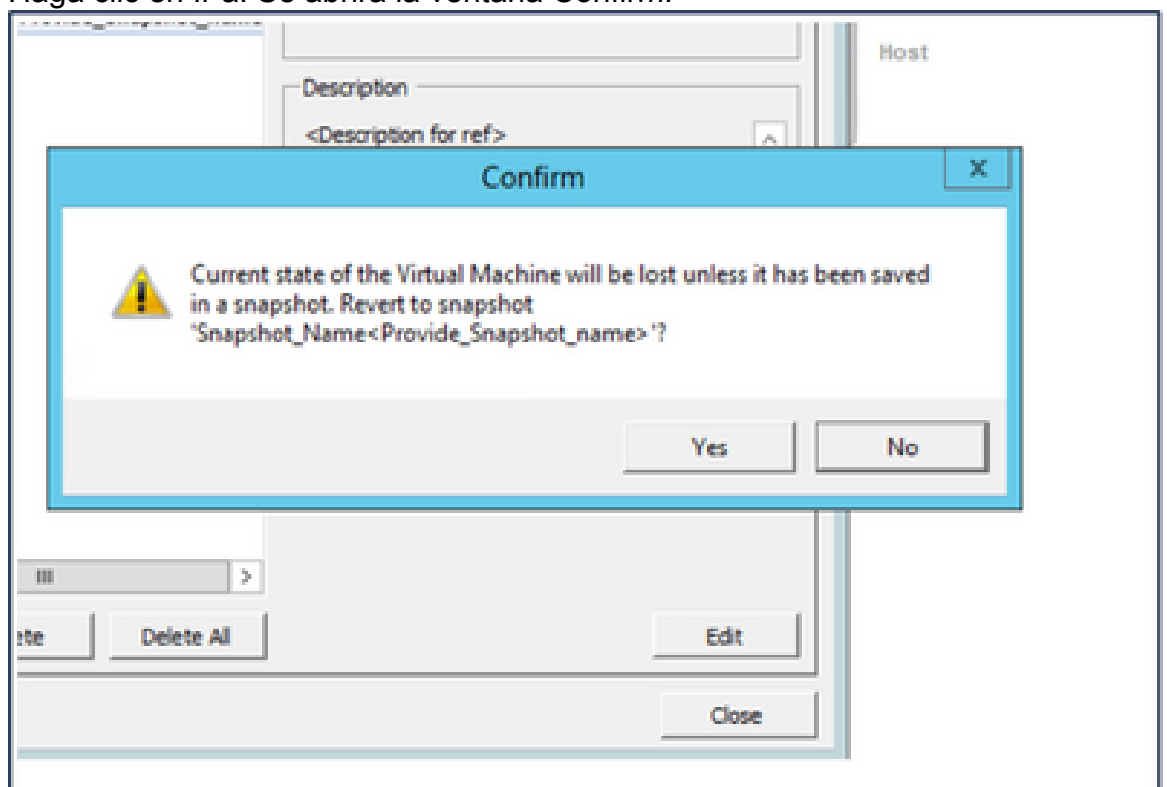 Haga clic en Ir a. Se abrirá la ventana Confirm.
Host
Description
<Description for ref>
Confirm
X
Current state of the Virtual Machine will be lost unless it has been saved
in a snapshot. Revert to snapshot
'Snapshot_Name<Provide_Snapshot_name>'?
Yes
No
ete
Delete All
Edit
Close